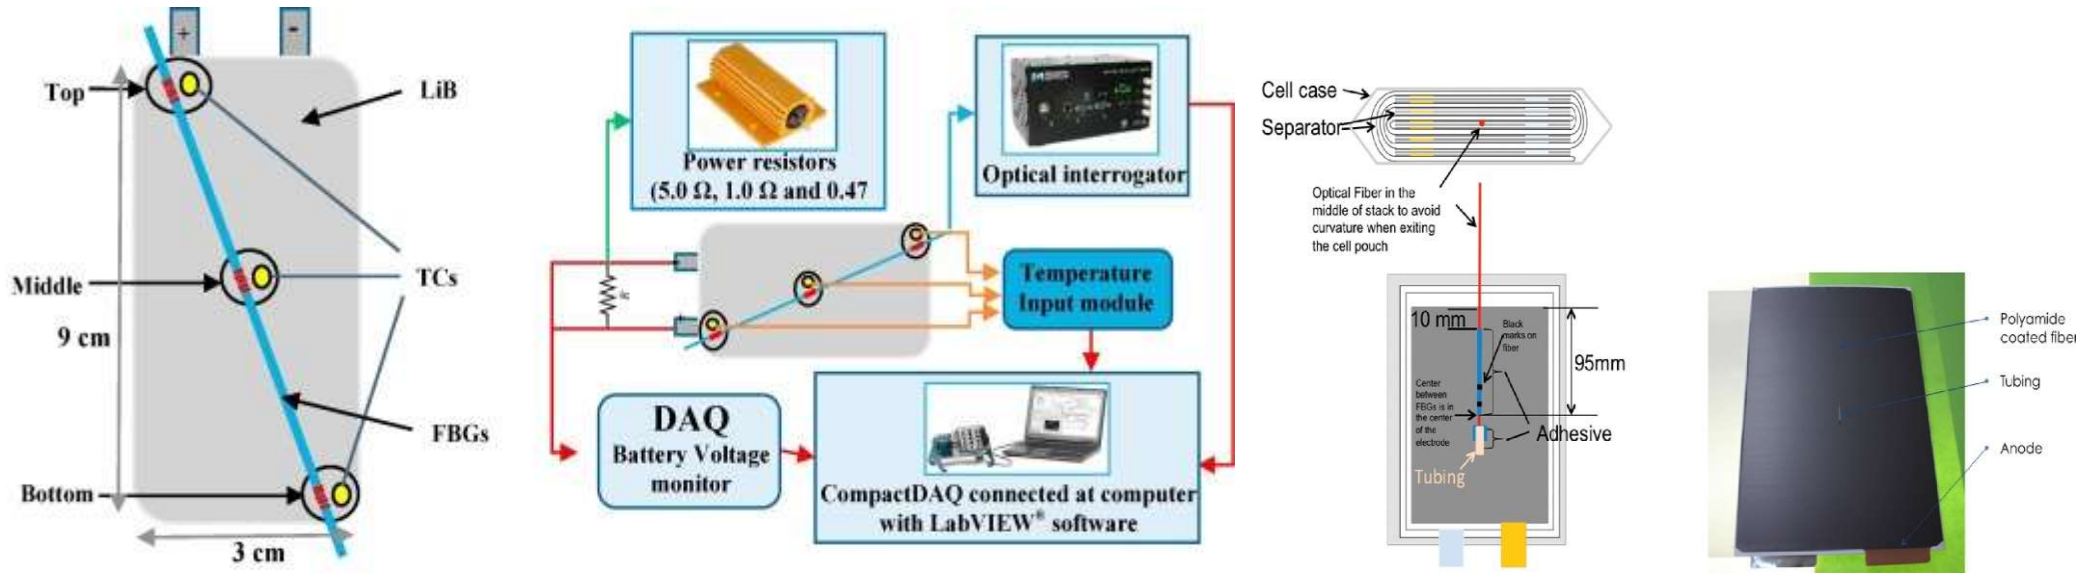 +
-
Top
LiB
Middle
TCs
9 cm
FBGs
Bottom
3 cm
Power resistors
(5.0 Ω, 1.0 Ω and 0.47
Optical interrogator
Temperature
Input module
DAQ
Battery Voltage
monitor
CompactDAQ connected at computer
with LabVIEW® software
Cell case
Separator
Optical Fiber in the
middle of stack to avoid
curvature when exiting
the cell pouch
10 mm
Black
marks on
fiber
95mm
Center
between
FBGs is in
the center
of the
electrode
Adhesive
Tubing
Polyamide
coated fiber
Tubing
Anode